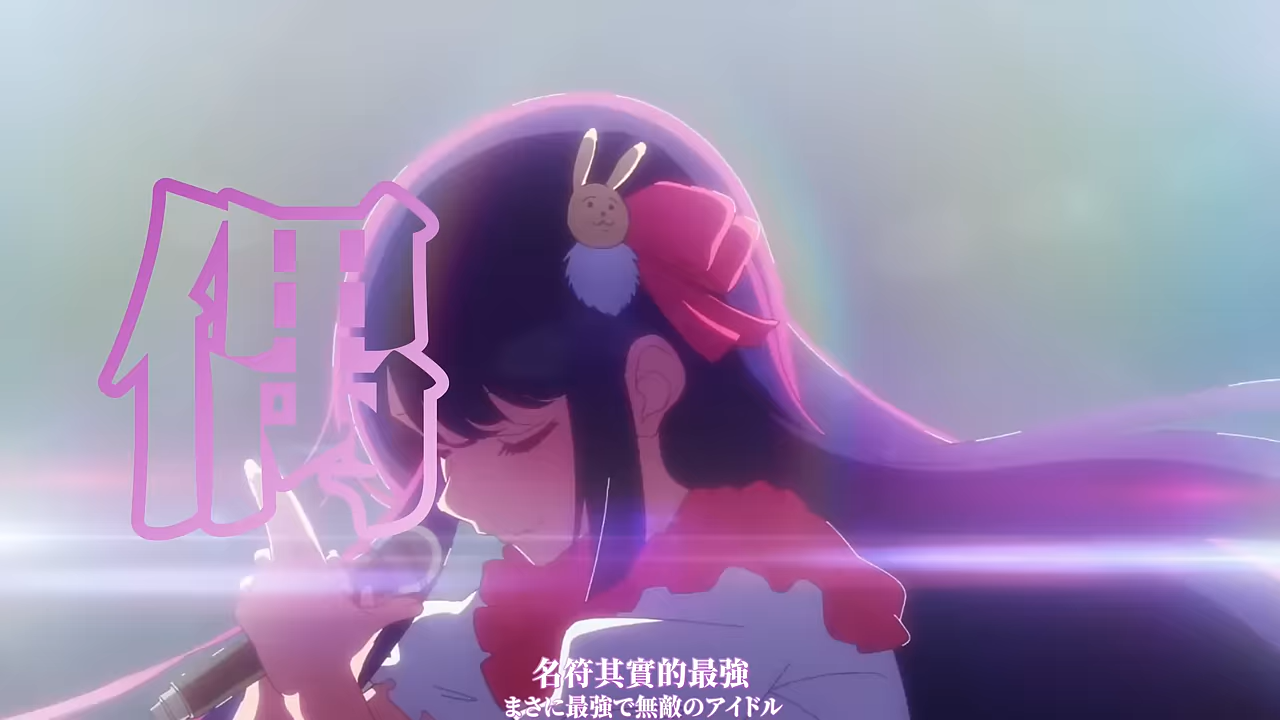 偶
名符其實的最強
まさに最強で無敵のアイドル